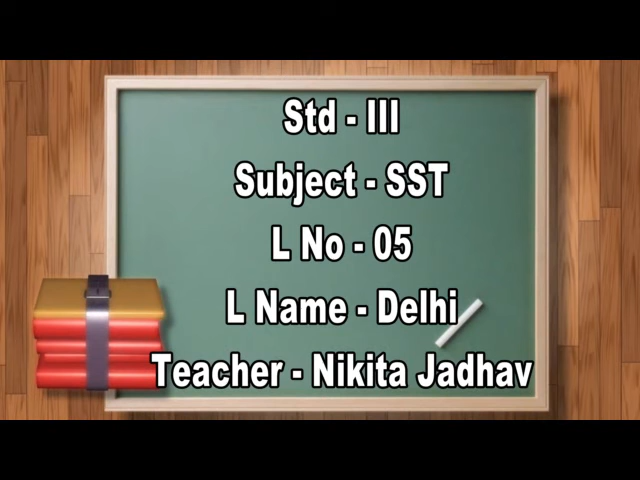 Std - III
Subject - SST
L No - 05
L Name - Delhi
Teacher - Nikita Jadhav